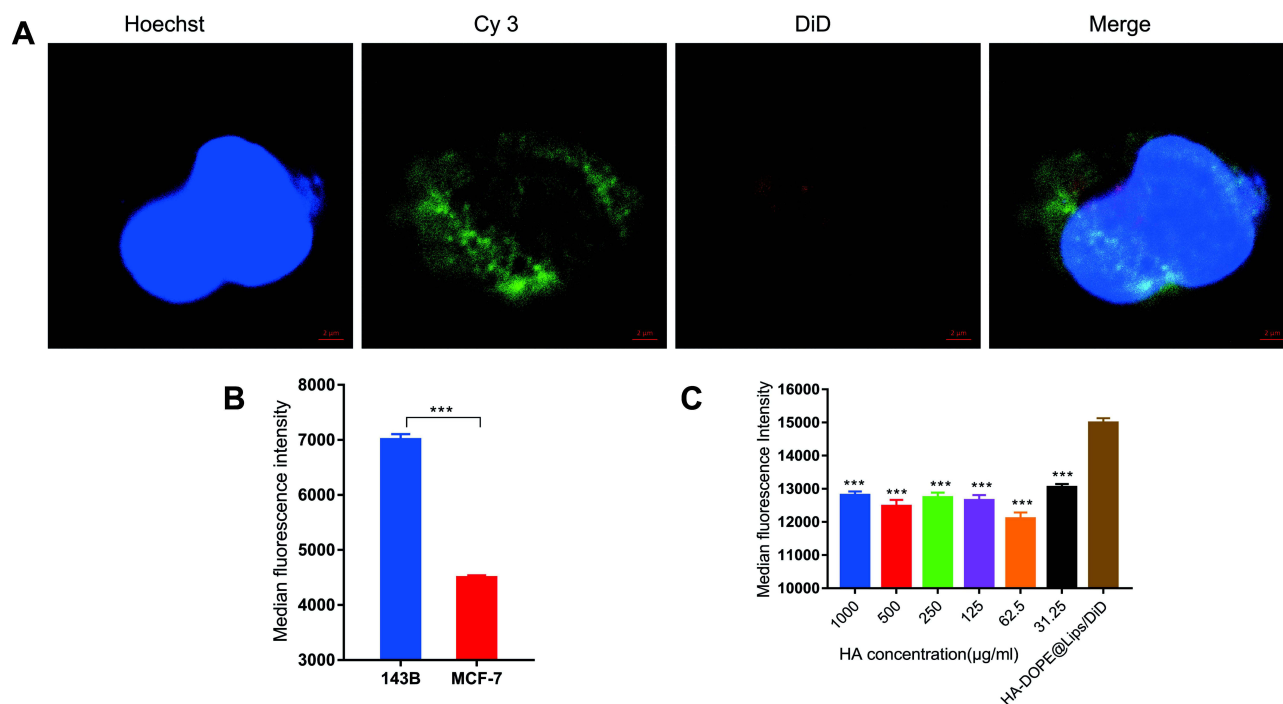 A
Hoechst
Cy 3
DiD
Merge
2 μm
2 μm
2 μm
2 μm
B
Median fluorescence intensity
8000
7000
6000
5000
4000
3000
***
143B
MCF-7
C
Median fluorescence Intensity
16000
15000
14000
13000
12000
11000
10000
***
***
***
***
***
***
1000
500
250
125
62.5
31.25
HA-DOPE@Lips/DiD
HA concentration(μg/ml)